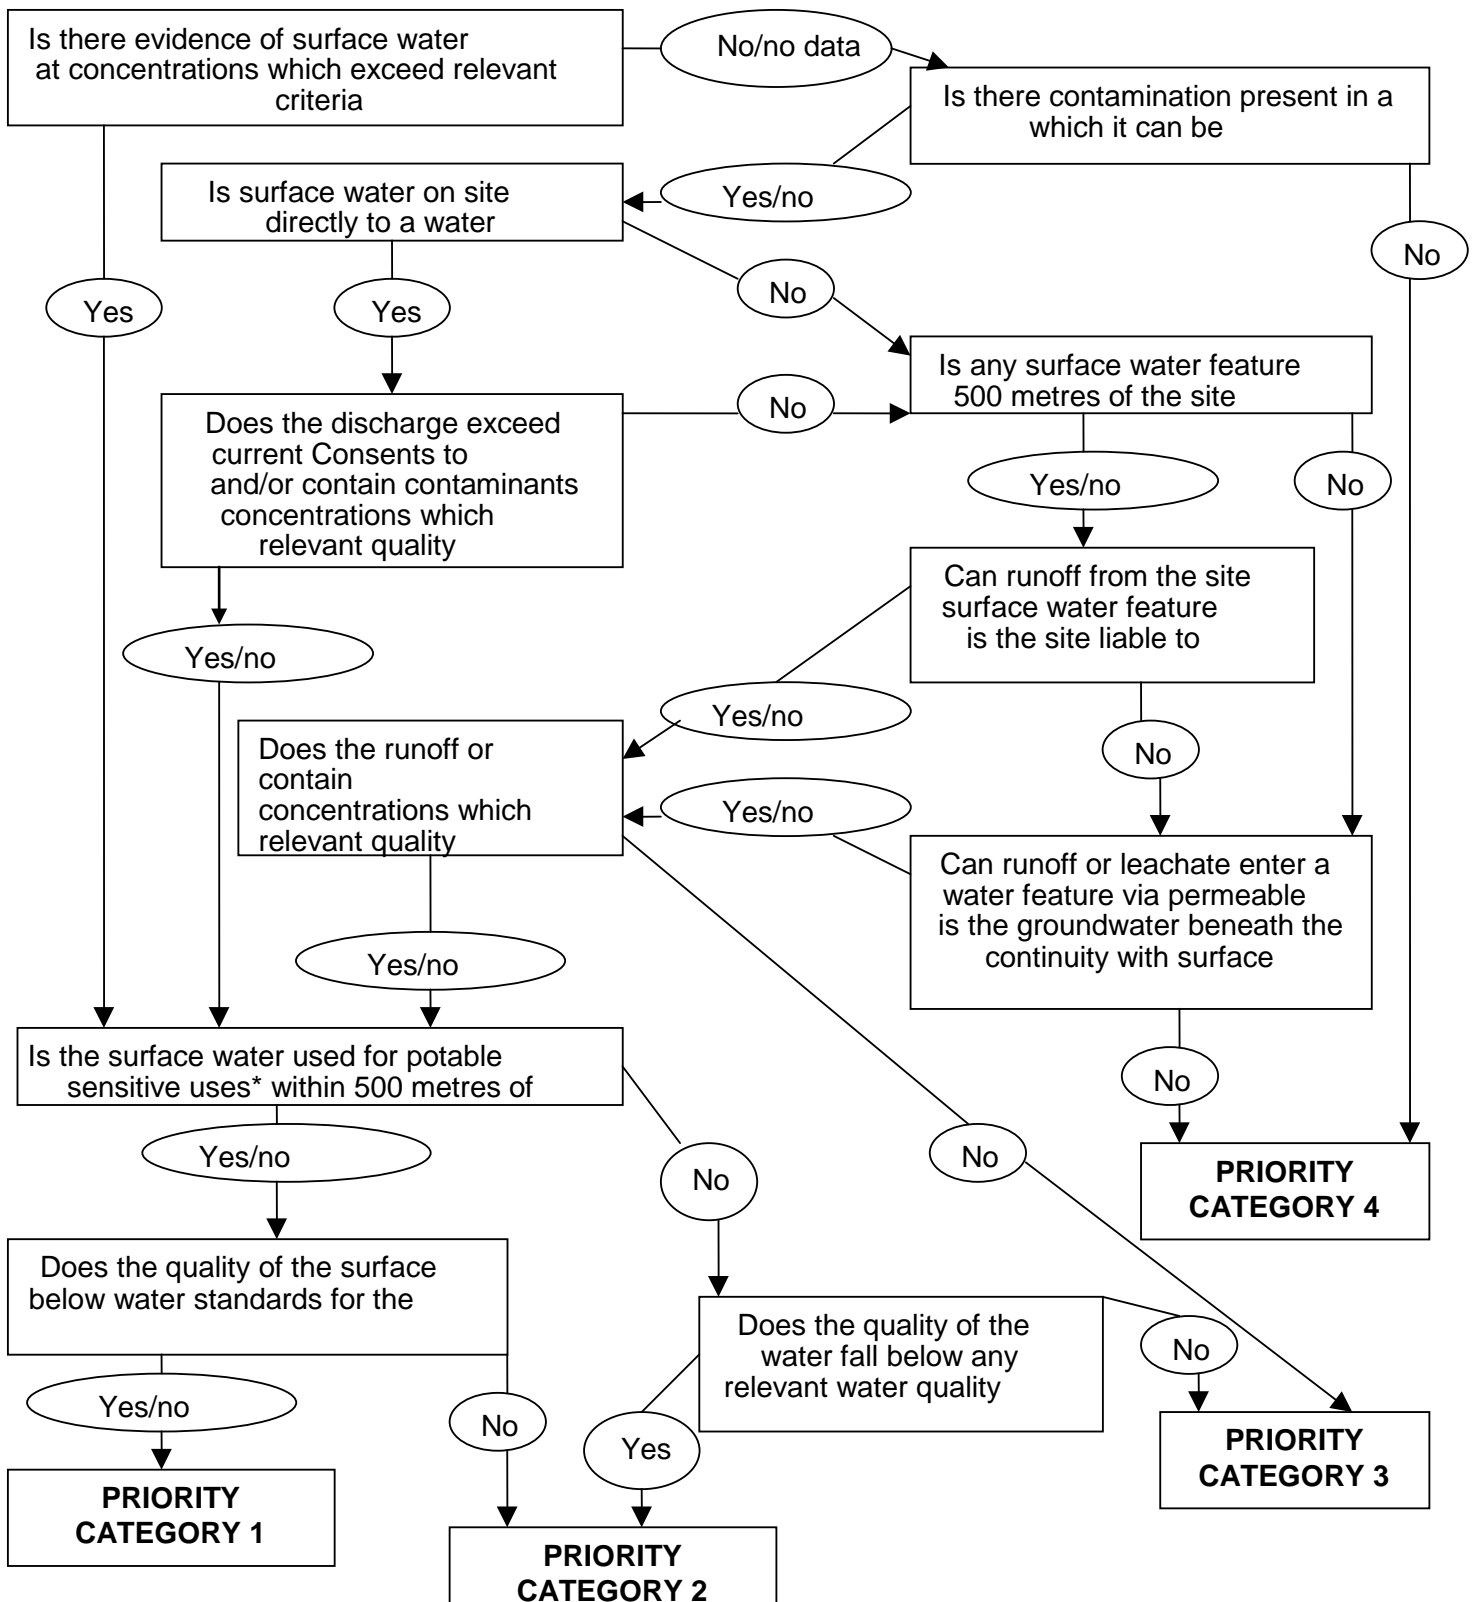 Is there evidence of surface water
at concentrations which exceed relevant
criteria
No/no data
Is there contamination present in a
which it can be
Is surface water on site
directly to a water
Yes/no
No
Yes
Yes
No
Is any surface water feature
500 metres of the site
Does the discharge exceed
current Consents to
and/or contain contaminants
concentrations which
relevant quality
No
Yes/no
No
Can runoff from the site
surface water feature
is the site liable to
Yes/no
Yes/no
No
Does the runoff or
contain
concentrations which
relevant quality
Yes/no
Can runoff or leachate enter a
water feature via permeable
is the groundwater beneath the
continuity with surface
Yes/no
Is the surface water used for potable
sensitive uses* within 500 metres of
No
Yes/no
No
No
PRIORITY
CATEGORY 4
Does the quality of the surface
below water standards for the
Does the quality of the
water fall below any
relevant water quality
No
Yes/no
No
Yes
PRIORITY
CATEGORY 3
PRIORITY
CATEGORY 1
PRIORITY
CATEGORY 2